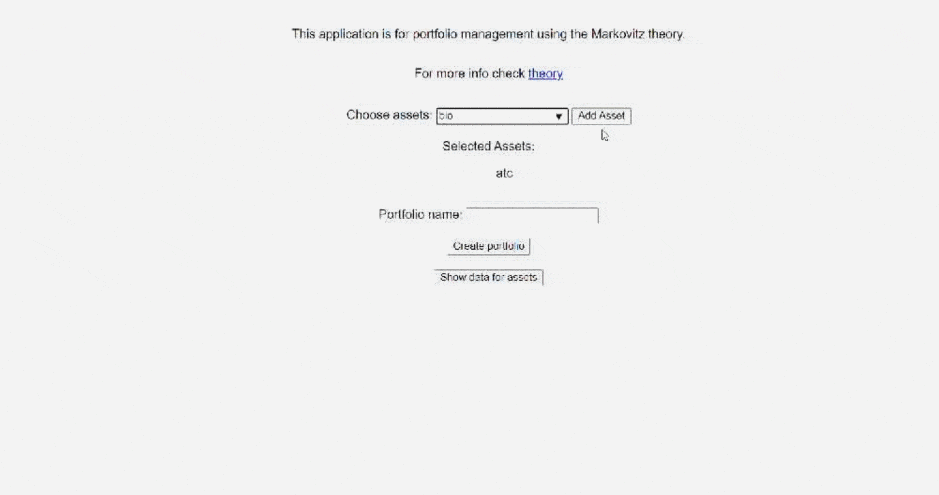 This application is for portfolio management using the Markovitz theory.
For more info check theory
Choose assets: bio Add Asset
Selected Assets:
atc
Portfolio name:
Create portfolio
Show data for assets